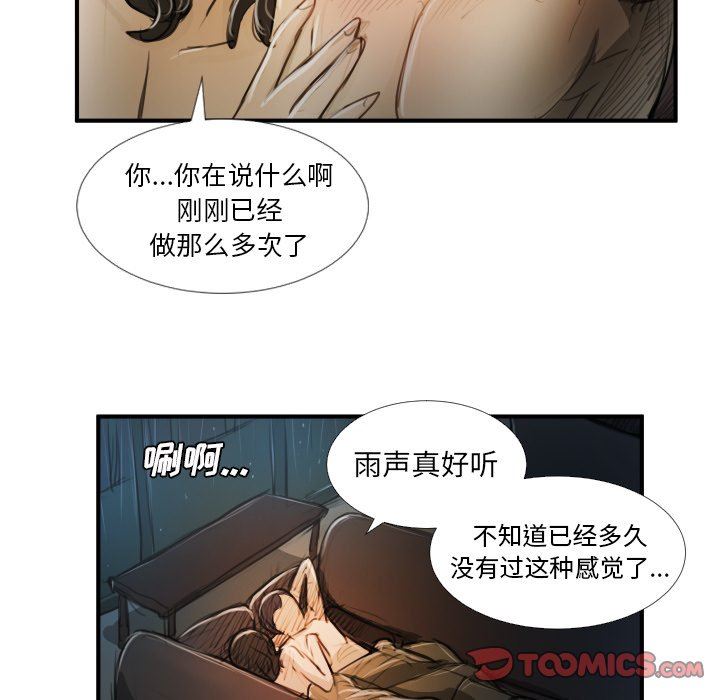 你...你在说什么啊
刚刚已经
做那么多次了
唰啊...
雨声真好听
不知道已经多久
没有过这种感觉了...
TOOMICS.COM